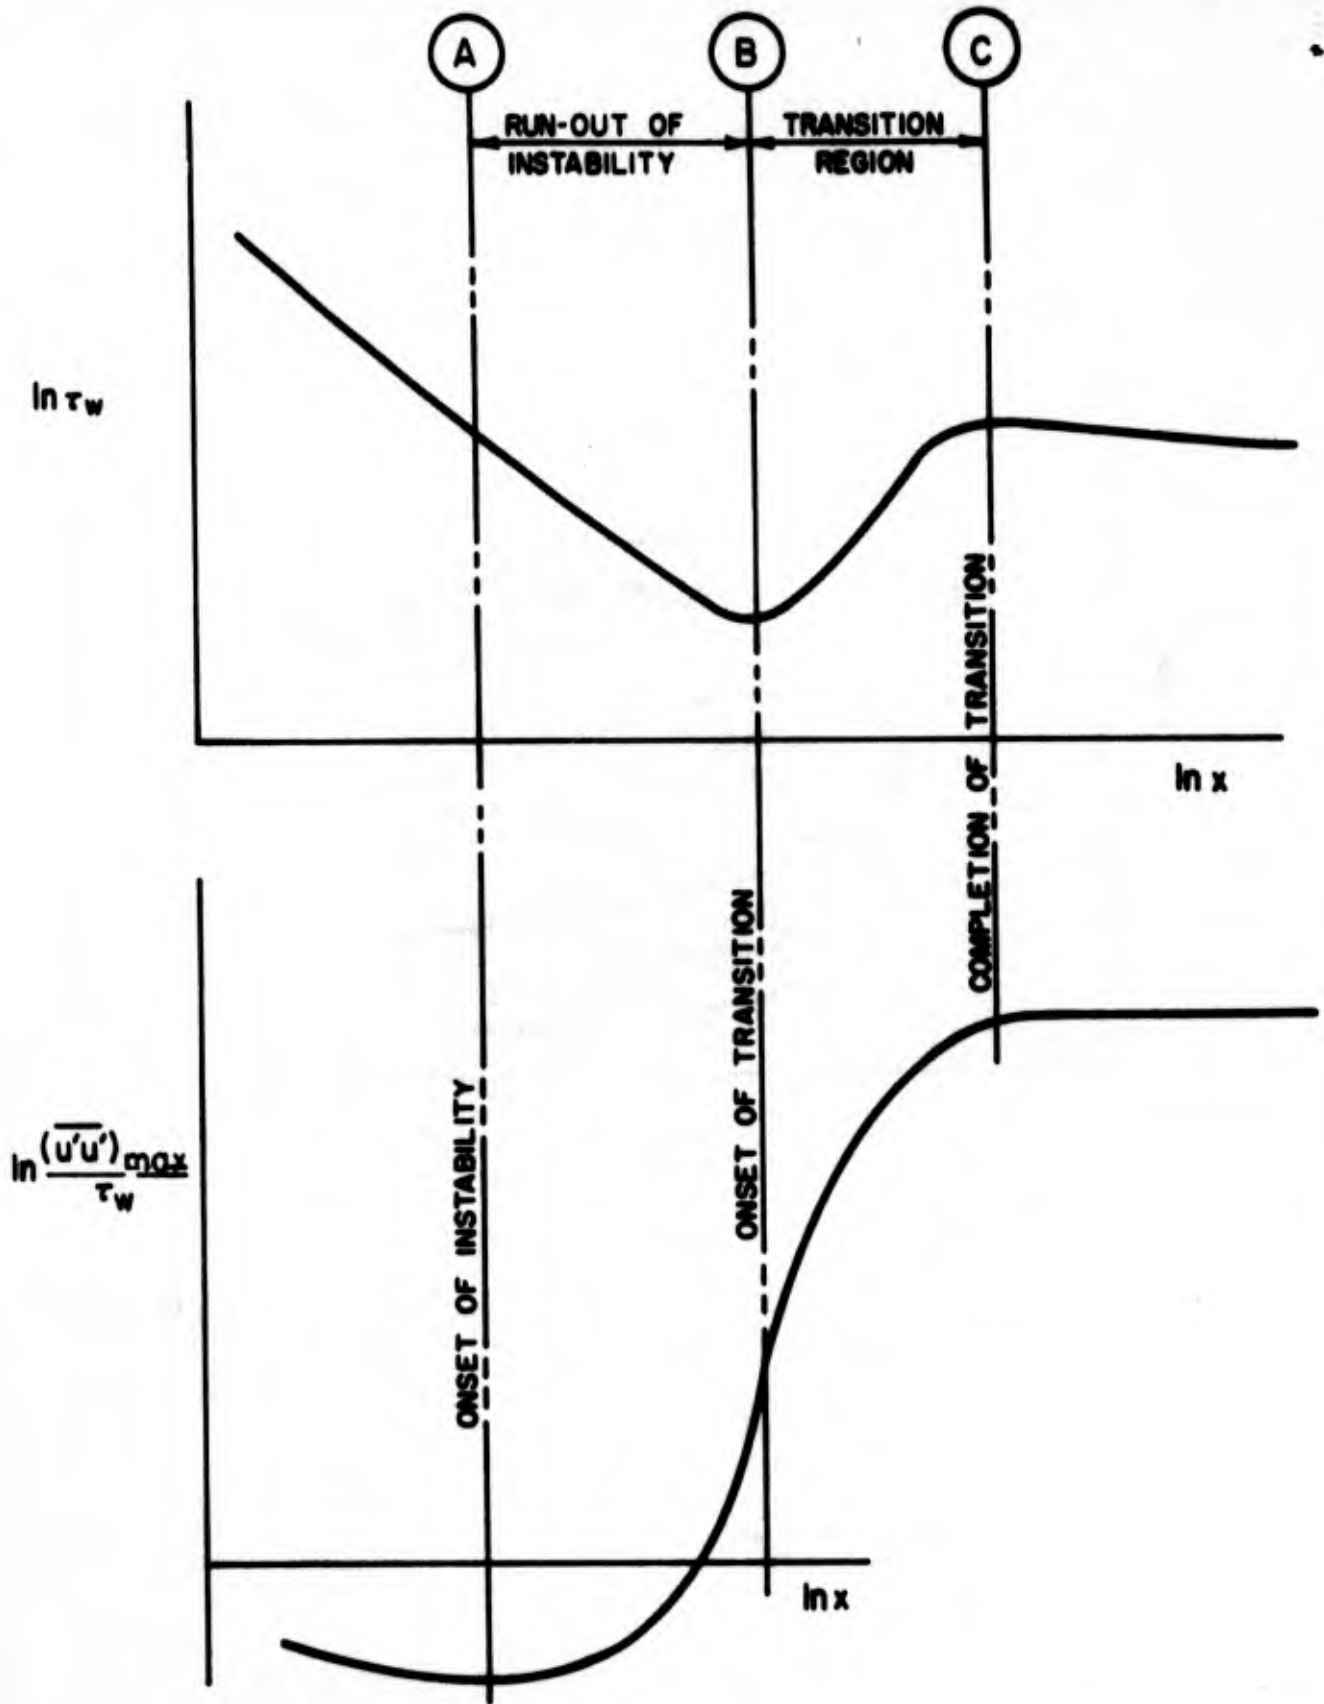 A
B
C
RUN-OUT OF
INSTABILITY
TRANSITION
REGION
ln τw
ln x
COMPLETION OF TRANSITION
ONSET OF TRANSITION
ONSET OF INSTABILITY
ln (u'u')max
τw
ln x